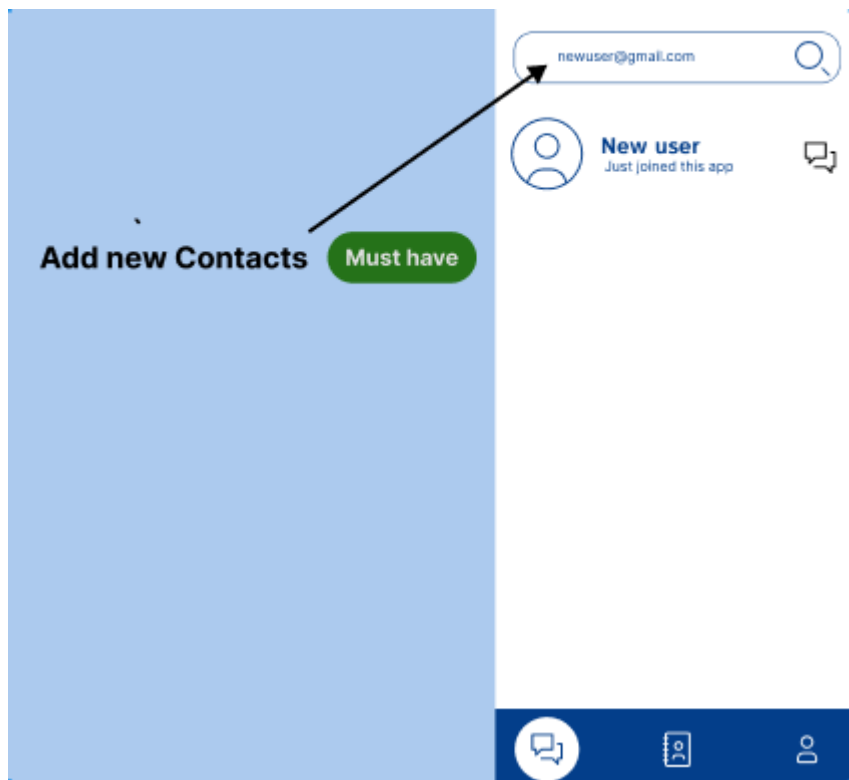 newuser@gmail.com
New user
Just joined this app
Add new Contacts
Must have